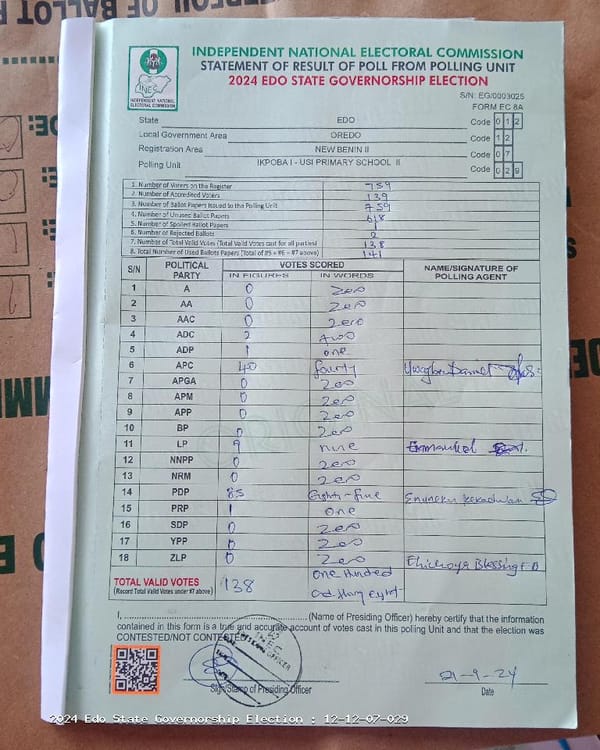 OF BALLOT
INEC
INDEPENDENT NATIONAL ELECTORAL COMMISSION
INDEPENDENT NATIONAL ELECTORAL COMMISSION
STATEMENT OF RESULT OF POLL FROM POLLING UNIT
2024 EDO STATE GOVERNORSHIP ELECTION
S/N: EG/0003025
FORM EC 8A
State EDO Code 0 1 2
Local Government Area OREDO Code 1 2
Registration Area NEW BENIN II Code 0 7
Polling Unit IKPOBA I - USI PRIMARY SCHOOL II Code 0 2 9
1. Number of Voters on the Register 759
2. Number of Accredited Voters 139
3. Number of Ballot Papers Issued to the Polling Unit 759
4. Number of Unused Ballot Papers 618
5. Number of Spoiled Ballot Papers 1
6. Number of Rejected Ballots 2
7. Number of Total Valid Votes (Total Valid Votes cast for all parties) 138
8. Total Number of Used Ballots Papers (Total of #5 + #6 + #7 above) 141
S/N POLITICAL PARTY VOTES SCORED NAME/SIGNATURE OF POLLING AGENT
IN FIGURES IN WORDS
1 A 0 Zero
2 AA 0 Zero
3 AAC 0 Zero
4 ADC 2 Two
5 ADP 1 one
6 APC 40 fourty
7 APGA 0 Zero
8 APM 0 Zero
9 APP 0 Zero
10 BP 0 Zero
11 LP 9 nine Emmanuel
12 NNPP 0 Zero
13 NRM 0 Zero
14 PDP 85 Eighty-five
15 PRP 1 one
16 SDP 0 Zero
17 YPP 0 Zero
18 ZLP 0 Zero Ehichoya Blessing
TOTAL VALID VOTES 138 One Hundred
(Record Total Valid Votes under #7 above) and thirty eight
I, (Name of Presiding Officer) hereby certify that the information
contained in this form is a true and accurate account of votes cast in this polling Unit and that the election was
CONTESTED/NOT CONTESTED
INEC
Sign/Stamp of Presiding Officer
21-9-24
Date
2024 Edo State Governorship Election : 12-12-07-029